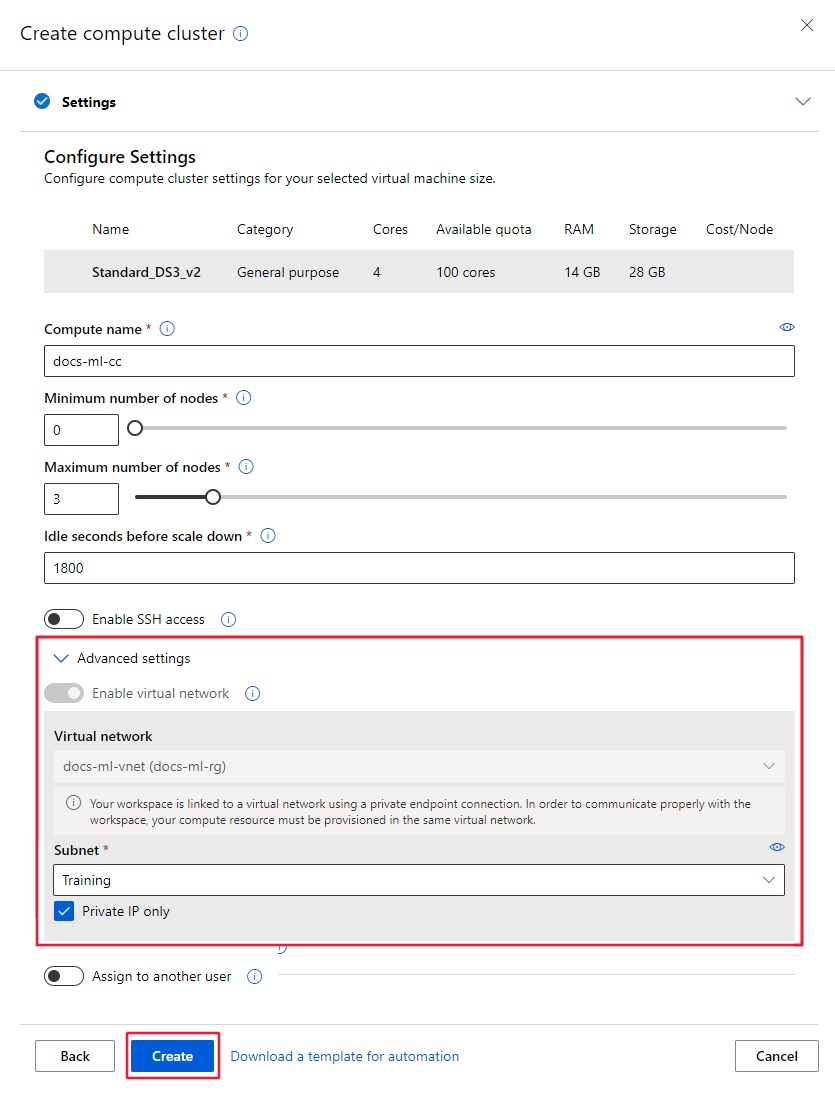 Create compute cluster
Settings
Configure Settings
Configure compute cluster settings for your selected virtual machine size.
Name Category Cores Available quota RAM Storage Cost/Node
Standard_DS3_v2 General purpose 4 100 cores 14 GB 28 GB
Compute name *
docs-ml-cc
Minimum number of nodes *
0
Maximum number of nodes *
3
Idle seconds before scale down *
1800
Enable SSH access
Advanced settings
Enable virtual network
Virtual network
docs-ml-vnet (docs-ml-rg)
Your workspace is linked to a virtual network using a private endpoint connection. In order to communicate properly with the
workspace, your compute resource must be provisioned in the same virtual network.
Subnet *
Training
Private IP only
Assign to another user
Back Create Download a template for automation Cancel